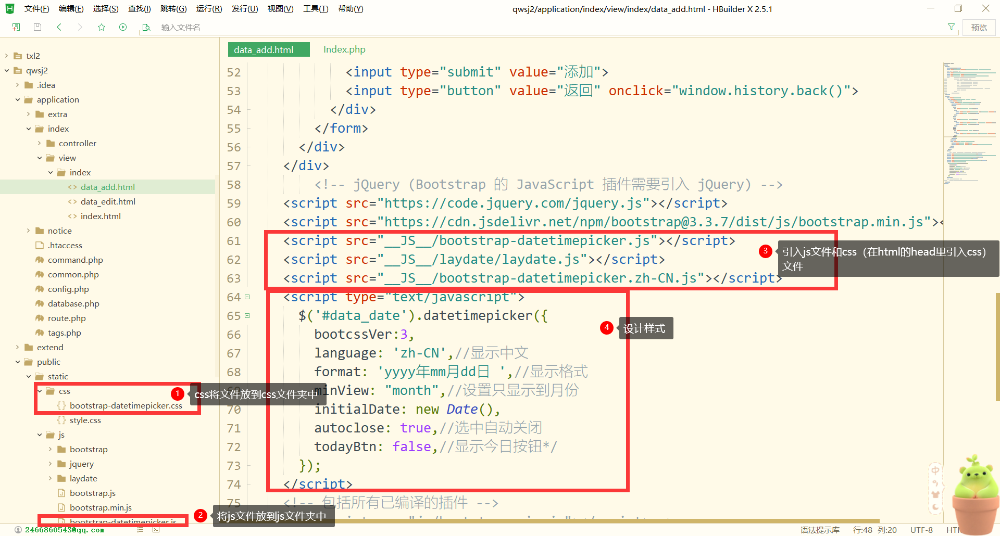 文件(F) 编辑(E) 选择(S) 查找(I) 跳转(G) 运行(R) 发行(U) 视图(V) 工具(T) 帮助(Y)
qwsj2/application/index/view/index/data_add.html - HBuilder X 2.5.1
输入文件名
预览
txl2
qwsj2
.idea
application
extra
index
controller
view
index
data_add.html
data_edit.html
index.html
notice
.htaccess
command.php
common.php
config.php
database.php
route.php
tags.php
extend
public
static
css
bootstrap-datetimepicker.css
style.css
js
bootstrap
jquery
laydate
bootstrap.js
bootstrap.min.js
bootstrap-datetimepicker.js
1 css将文件放到css文件夹中
2 将js文件放到js文件夹中
data_add.html
Index.php
52 <input type="submit" value="添加">
53 <input type="button" value="返回" onclick="window.history.back()">
54 </div>
55 </form>
56 </div>
57 </div>
58 <!-- jQuery (Bootstrap 的 JavaScript 插件需要引入 jQuery) -->
59 <script src="https://code.jquery.com/jquery.js"></script>
60 <script src="https://cdn.jsdelivr.net/npm/bootstrap@3.3.7/dist/js/bootstrap.min.js"><
61 <script src="__JS__/bootstrap-datetimepicker.js"></script>
62 <script src="__JS__/laydate/laydate.js"></script>
63 <script src="__JS__/bootstrap-datetimepicker.zh-CN.js"></script>
64 <script type="text/javascript">
65 $('#data_date').datetimepicker({
66 bootcssVer:3,
67 language: 'zh-CN',//显示中文
68 format: 'yyyy年mm月dd日 ',//显示格式
minView: "month",//设置只显示到月份
70 initialDate: new Date(),
71 autoclose: true,//选中自动关闭
72 todayBtn: false,//显示今日按钮*/
73 });
74 </script>
75 <!-- 包括所有已编译的插件 -->
3 引入js文件和css（在html的head里引入css）
文件
4 设计样式
中
2466860543@qq.com
语法提示库 行:48 列:20 UTF-8